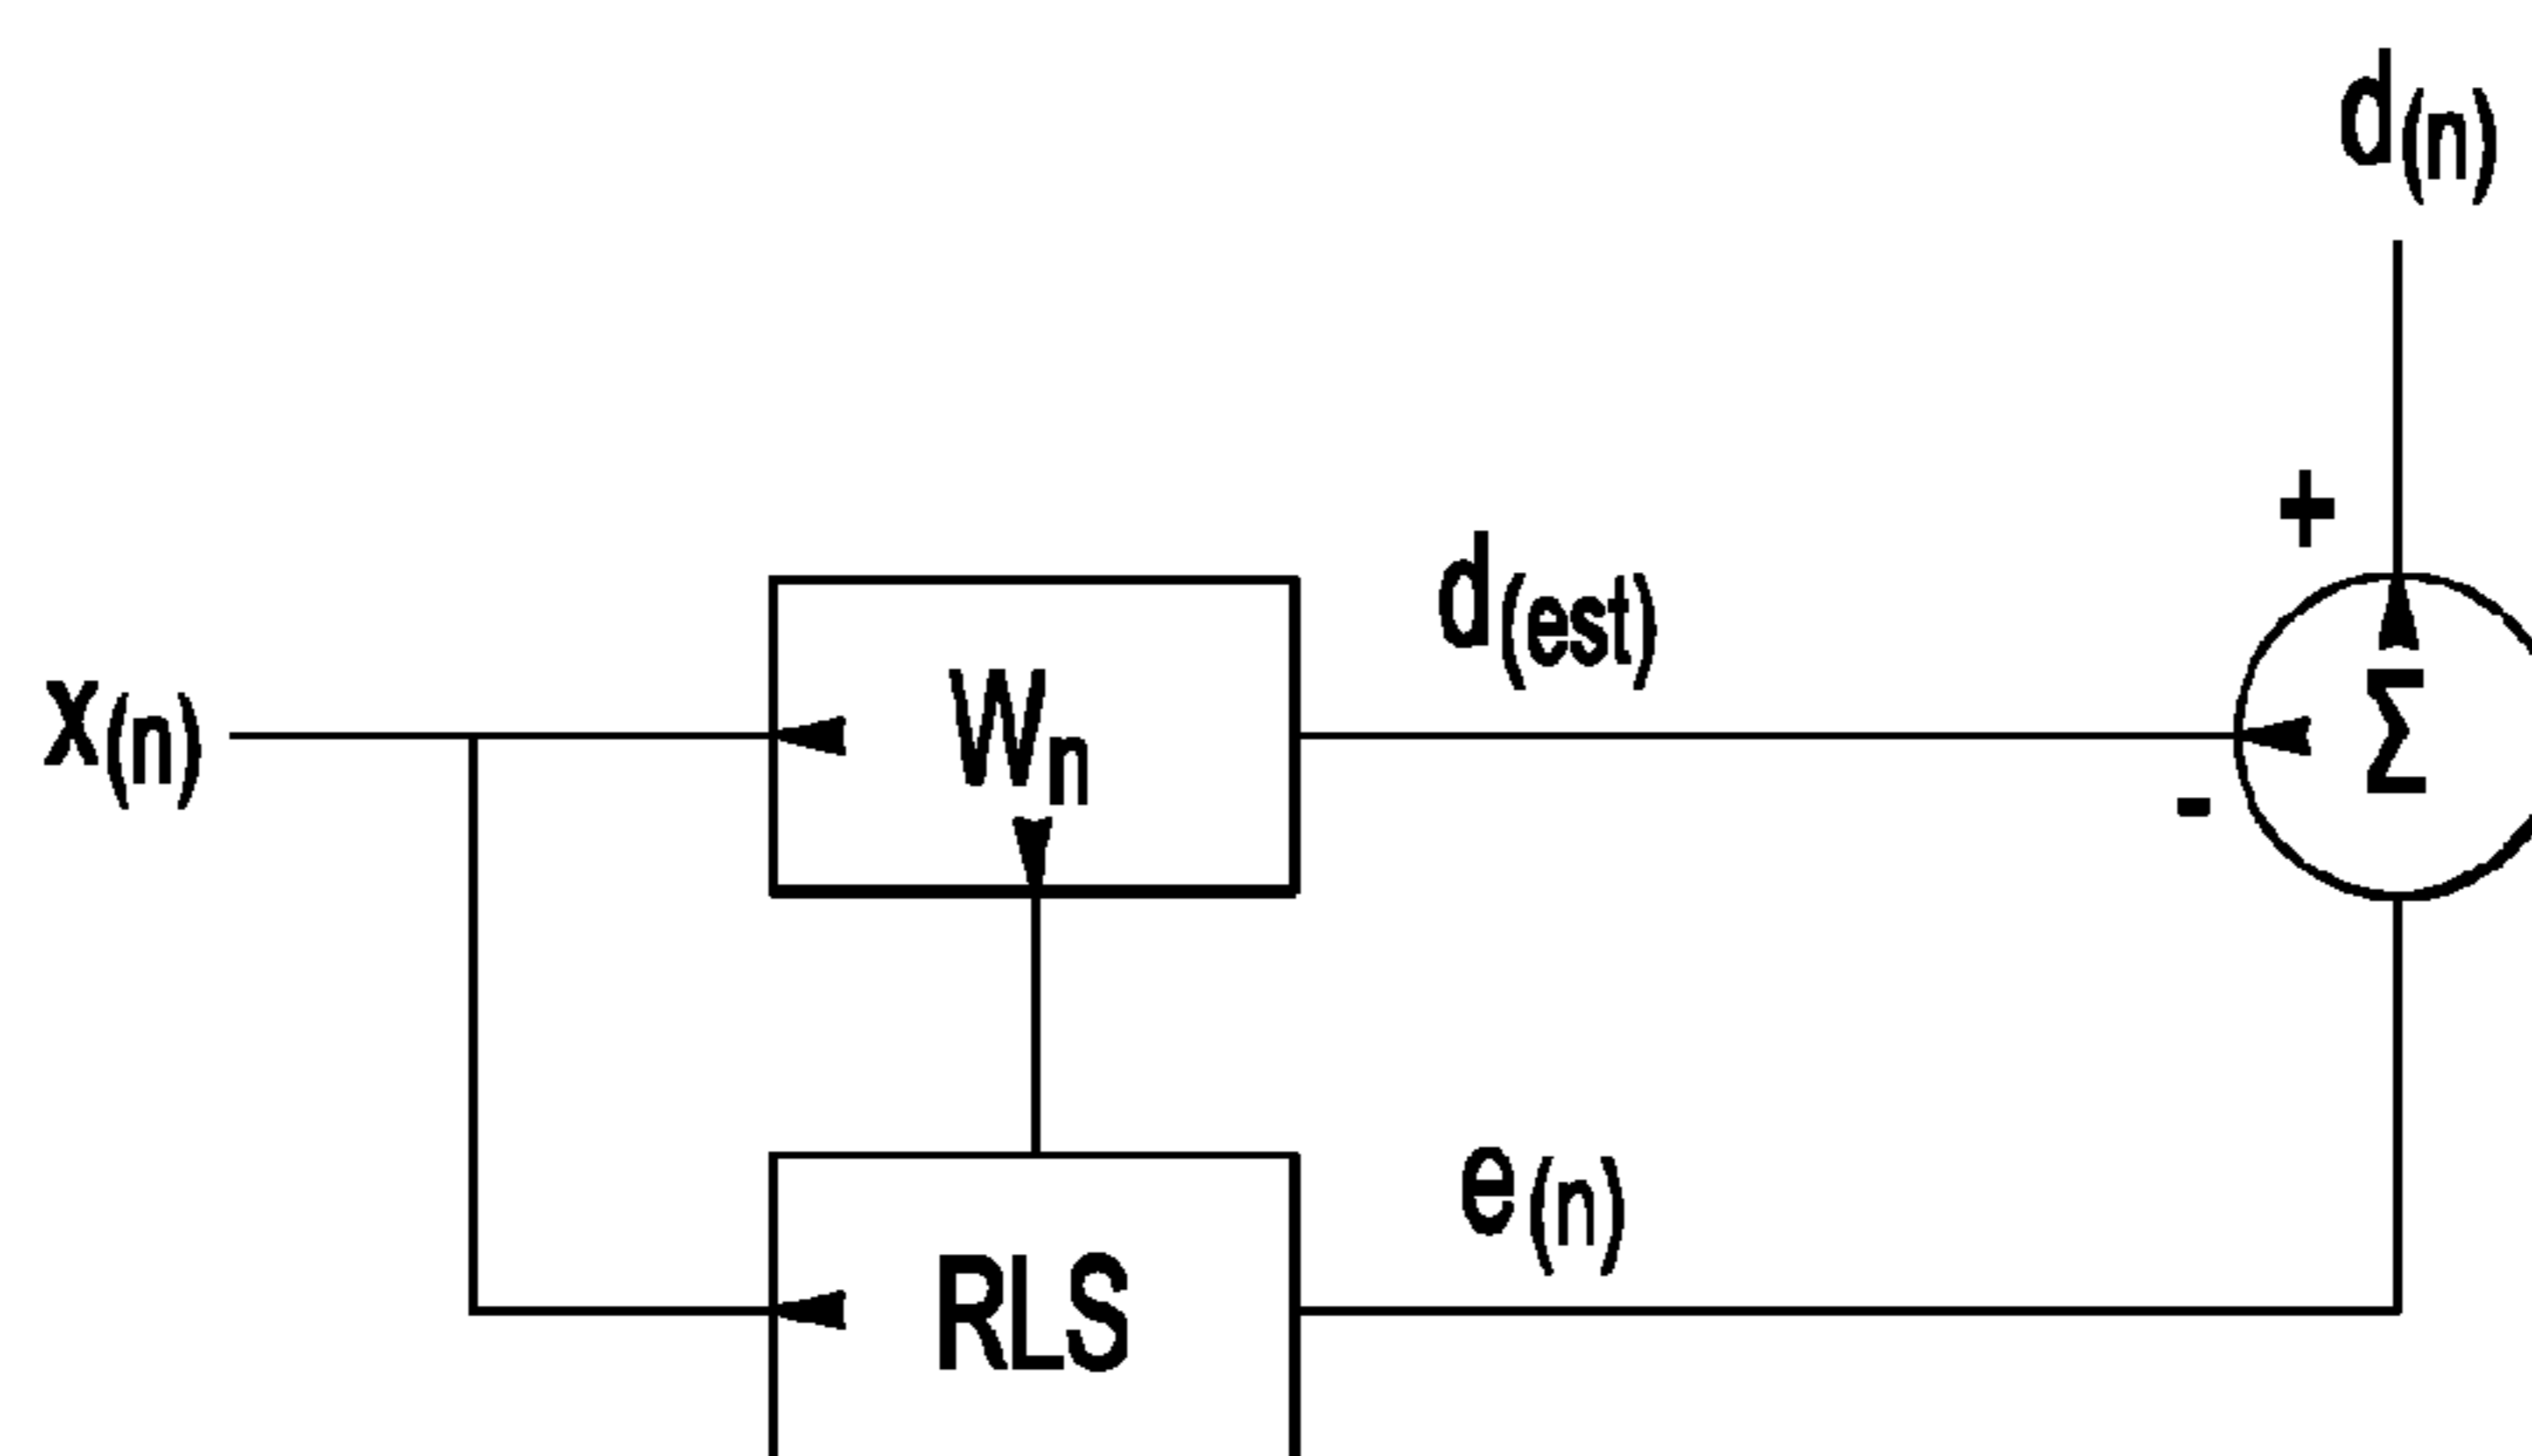 d(n)
+
d(est)
x(n)
Wn
Σ
-
e(n)
RLS